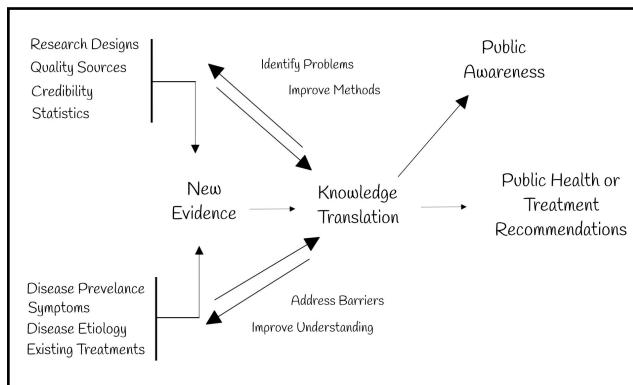 Research Designs
Quality Sources
Credibility
Statistics
Identify Problems
Improve Methods
Public
Awareness
New
Evidence
Knowledge
Translation
Public Health or
Treatment
Recommendations
Disease Prevelance
Symptoms
Disease Etiology
Existing Treatments
Address Barriers
Improve Understanding